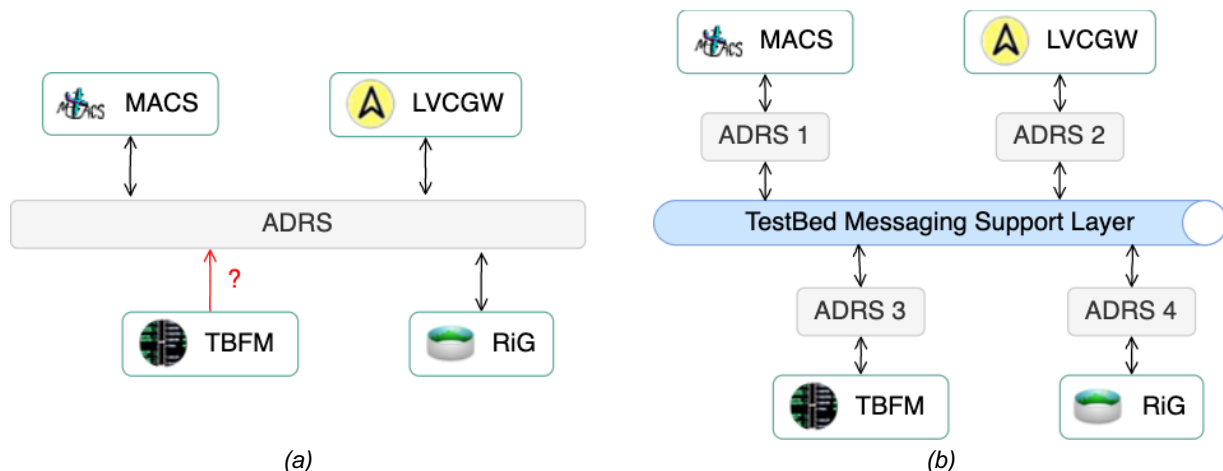 MACS
LVCGW
ADRS
?
TBFM
RiG
(a)
MACS
LVCGW
ADRS 1
ADRS 2
TestBed Messaging Support Layer
ADRS 3
ADRS 4
TBFM
RiG
(b)